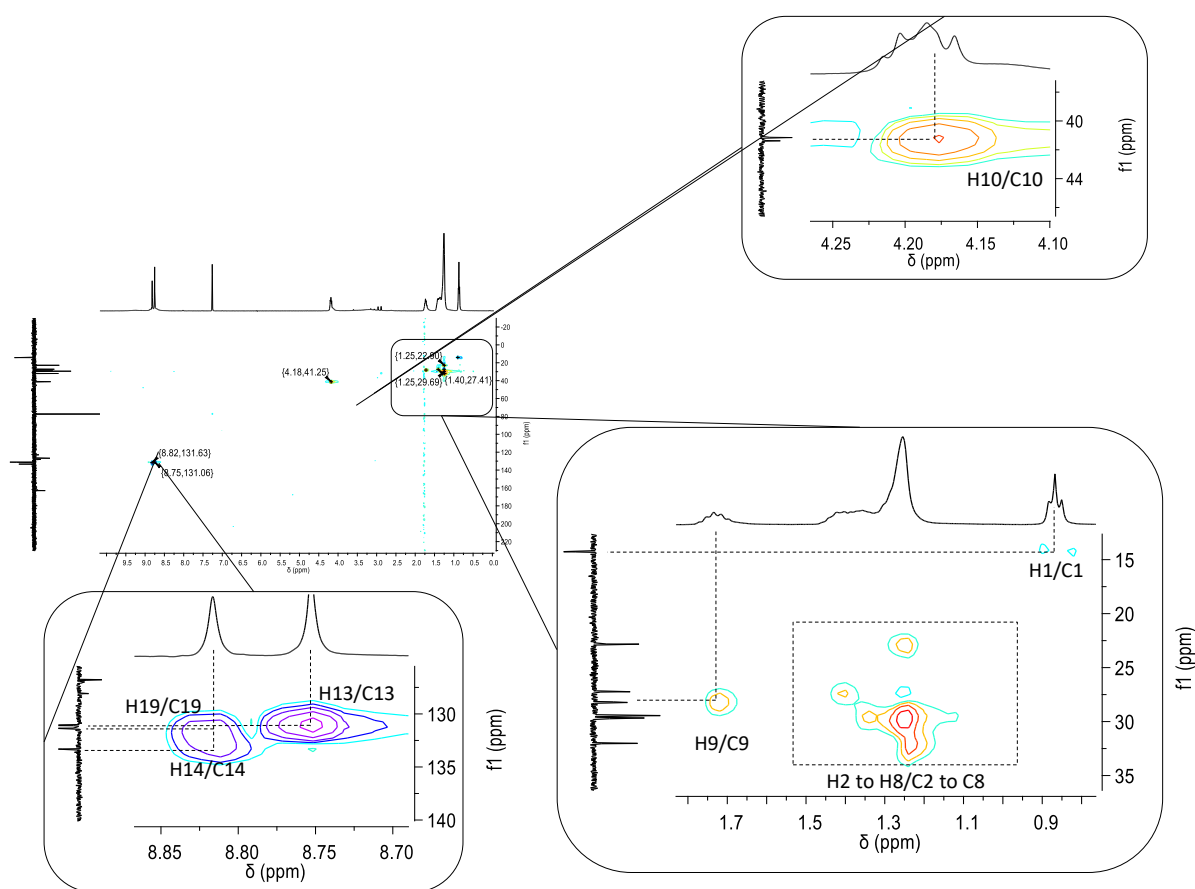 40
44
f1 (ppm)
H10/C10
4.25 4.20 4.15 4.10
δ (ppm)
-20
0
20
40
60
80
100
120
140
160
180
200
220
f1 (ppm)
{1.25,22.80}
{4.18,41.25}
{1.25,29.69}
{1.40,27.41}
{8.82,131.63}
{8.75,131.06}
9.5 9.0 8.5 8.0 7.5 7.0 6.5 6.0 5.5 5.0 4.5 4.0 3.5 3.0 2.5 2.0 1.5 1.0 0.5 0.0
δ (ppm)
H1/C1
15
20
25
30
35
f1 (ppm)
H9/C9
H2 to H8/C2 to C8
1.7 1.5 1.3 1.1 0.9
δ (ppm)
H19/C19
H13/C13
H14/C14
130
135
140
f1 (ppm)
8.85 8.80 8.75 8.70
δ (ppm)